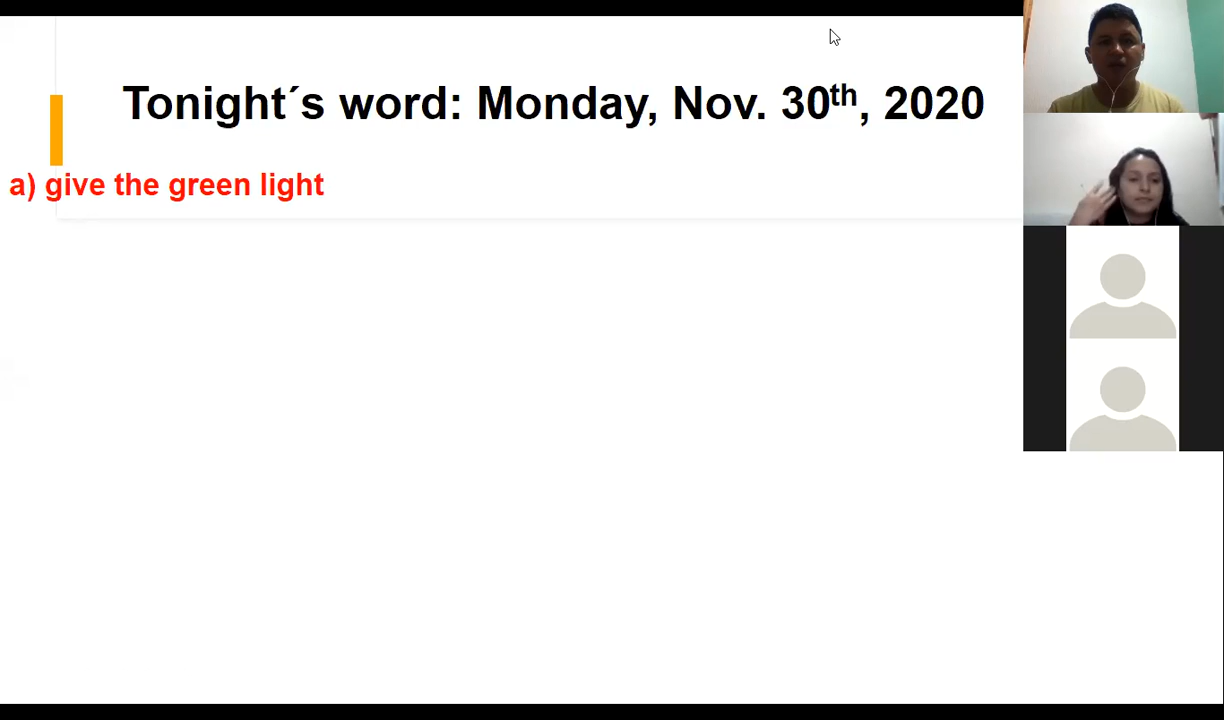 Tonight´s word: Monday, Nov. 30th, 2020
a) give the green light